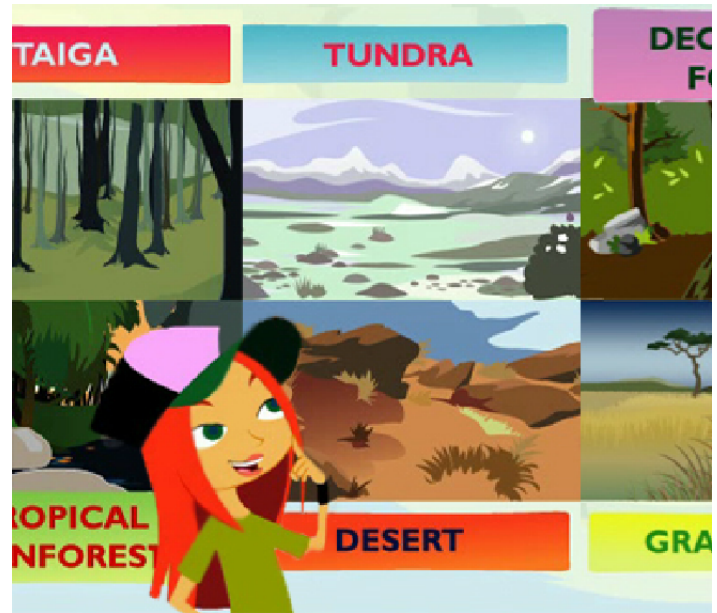 TAIGA
TUNDRA
DEC
FO
ROPICAL
NFOREST
DESERT
GRA